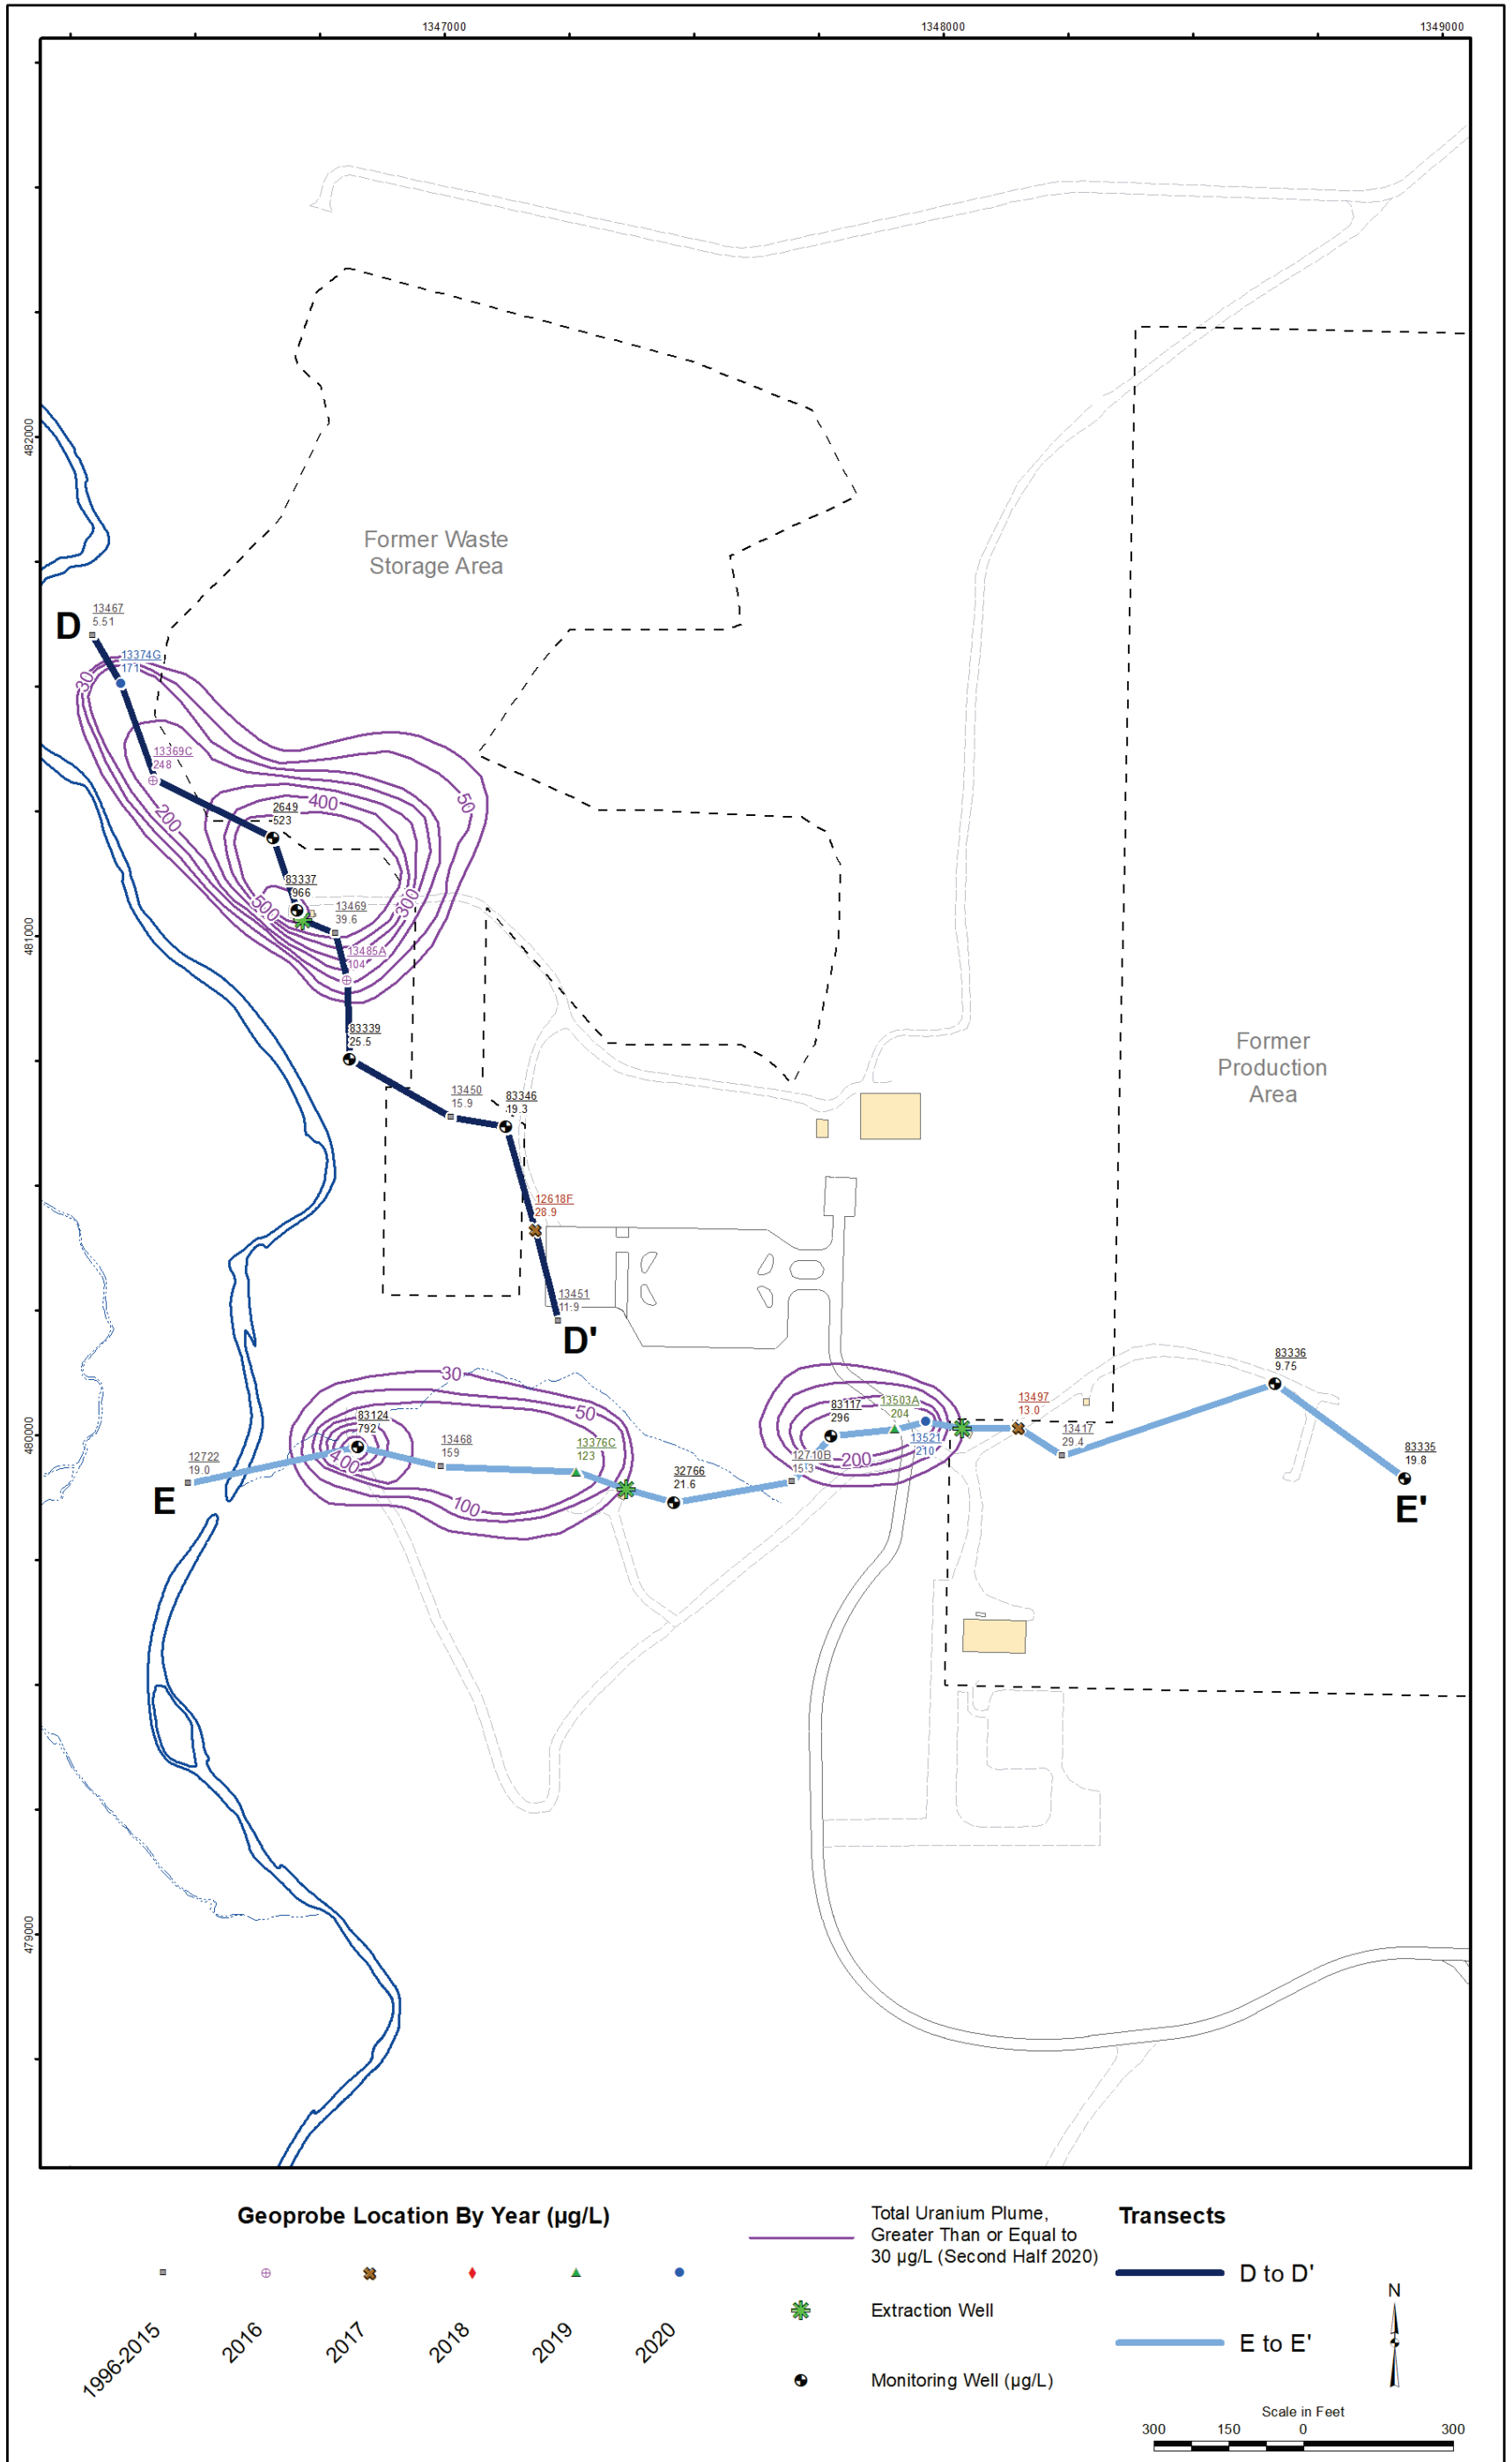 1347000
1348000
1349000
482000
481000
480000
479000
Former Waste
Storage Area
D
13467
5.51
13374G
171
30
13369C
248
200
2649
523
400
50
83337
966
500
300
13469
39.6
13485A
104
83339
25.5
13450
15.9
83346
19.3
12618F
28.9
13451
11.9
D'
Former
Production
Area
E
12722
19.0
30
83124
792
400
13468
159
50
13376C
123
100
32766
21.6
12710B
15.3
83117
296
13503A
204
13521
210
200
13497
13.0
13417
29.4
83336
9.75
83335
19.8
E'
Geoprobe Location By Year (µg/L)
1996-2015
2016
2017
2018
2019
2020
Total Uranium Plume,
Greater Than or Equal to
30 µg/L (Second Half 2020)
Extraction Well
Monitoring Well (µg/L)
Transects
D to D'
E to E'
N
Scale in Feet
300 150 0 300